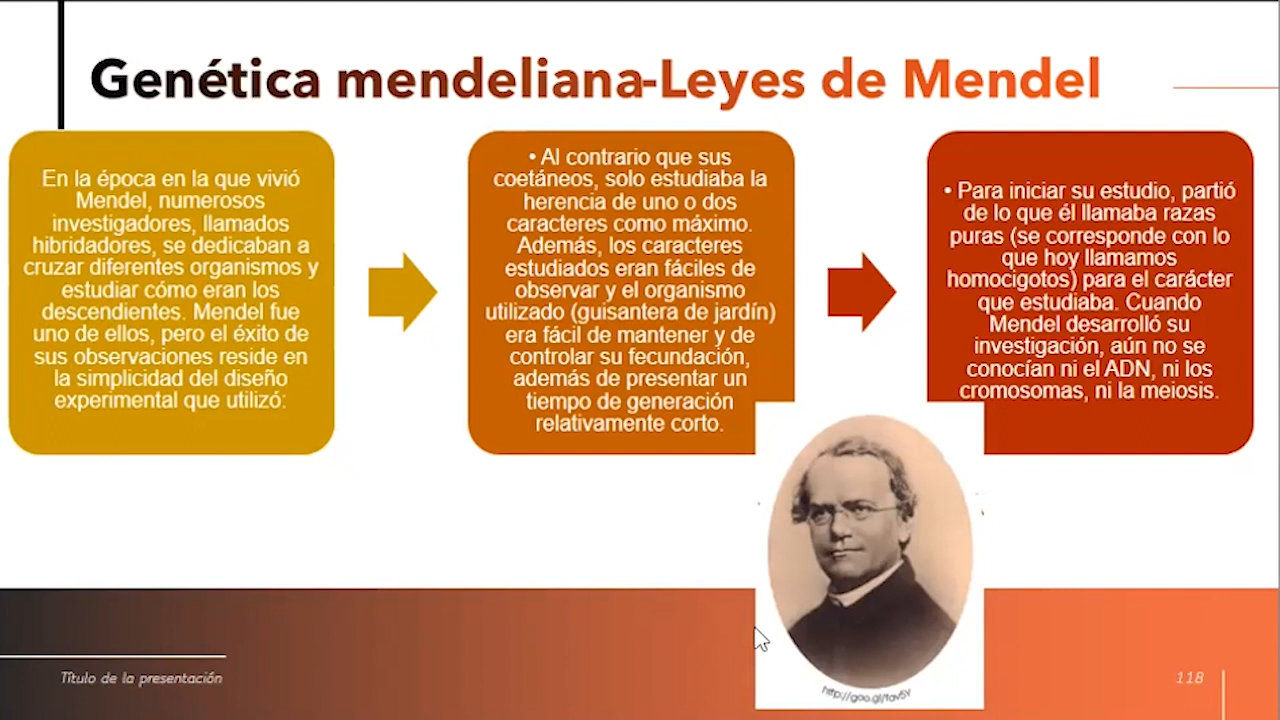 Genética mendeliana-Leyes de Mendel
En la época en la que vivió
Mendel, numerosos
investigadores, llamados
hibridadores, se dedicaban a
cruzar diferentes organismos y
estudiar cómo eran los
descendientes. Mendel fue
uno de ellos, pero el éxito de
sus observaciones reside en
la simplicidad del diseño
experimental que utilizó:
• Al contrario que sus
coetáneos, solo estudiaba la
herencia de uno o dos
caracteres como máximo.
Además, los caracteres
estudiados eran fáciles de
observar y el organismo
utilizado (guisantera de jardín)
era fácil de mantener y de
controlar su fecundación,
además de presentar un
tiempo de generación
relativamente corto.
• Para iniciar su estudio, partió
de lo que él llamaba razas
puras (se corresponde con lo
que hoy llamamos
homocigotos) para el carácter
que estudiaba. Cuando
Mendel desarrolló su
investigación, aún no se
conocían ni el ADN, ni los
cromosomas, ni la meiosis.
Título de la presentación
118